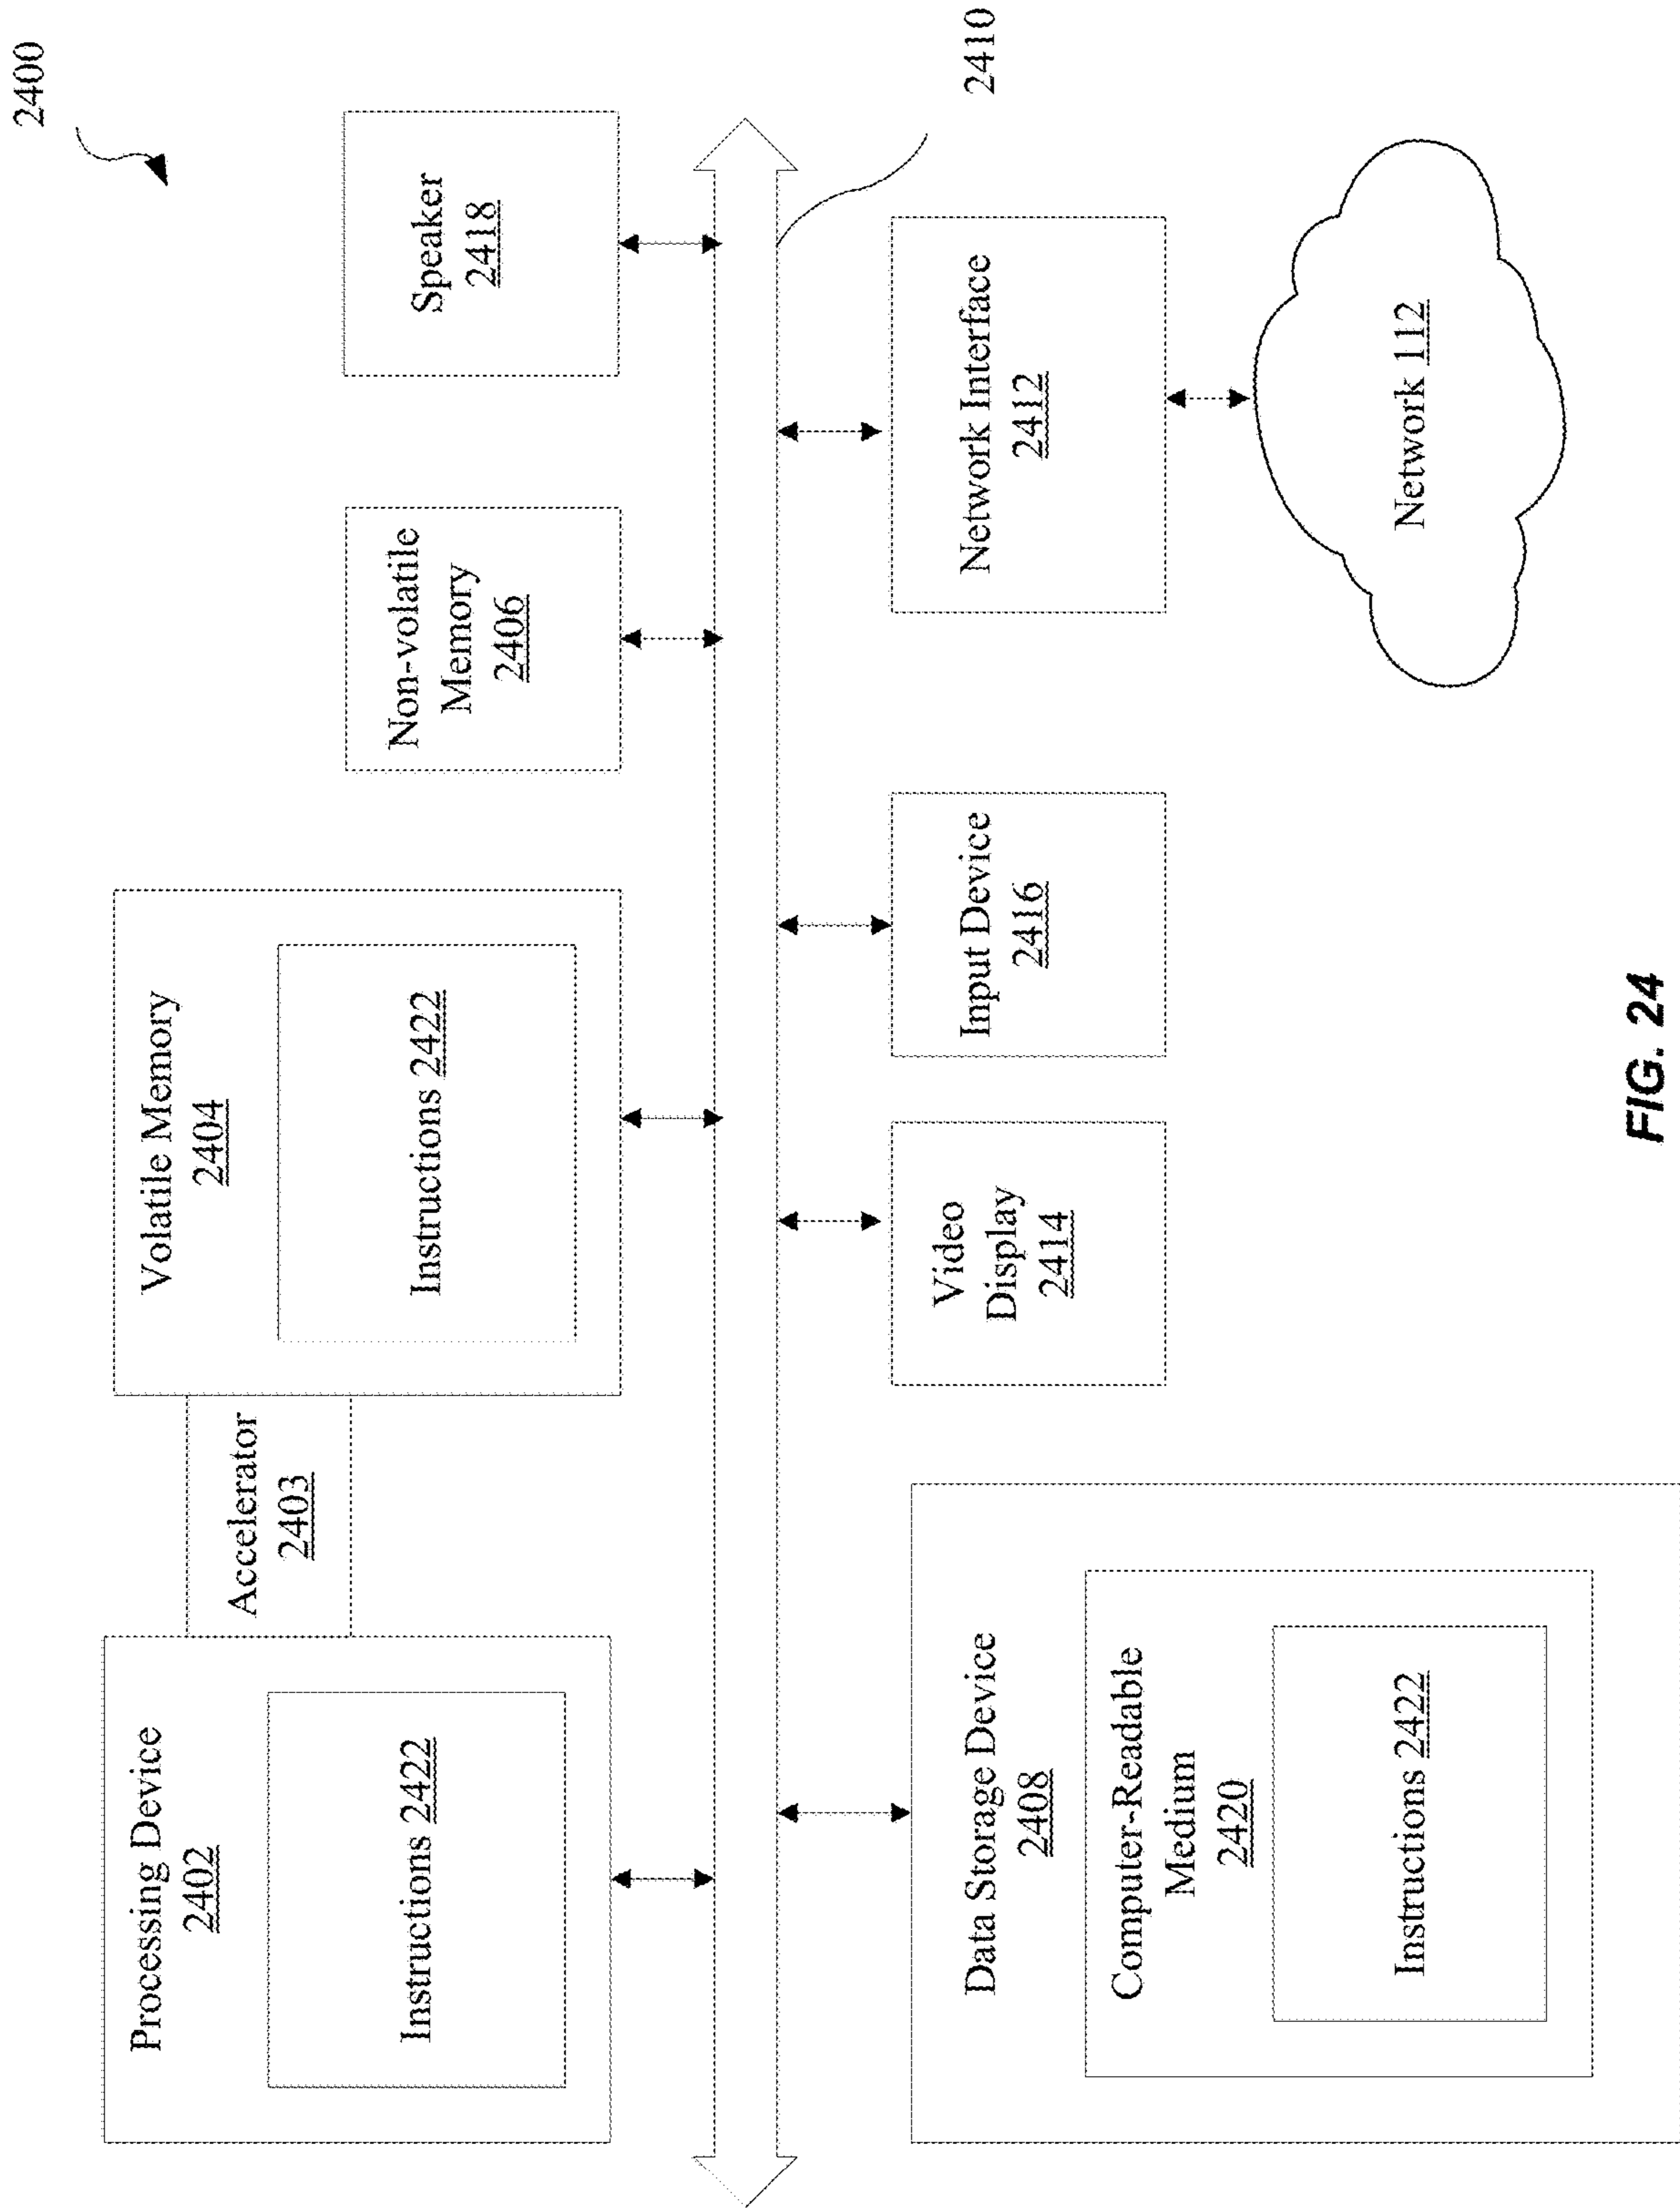 2400
Processing Device
2402
Instructions 2422
Accelerator
2403
Volatile Memory
2404
Instructions 2422
Non-volatile
Memory
2406
Speaker
2418
2410
Data Storage Device
2408
Computer-Readable
Medium
2420
Instructions 2422
Video
Display
2414
Input Device
2416
Network Interface
2412
Network 112
FIG. 24